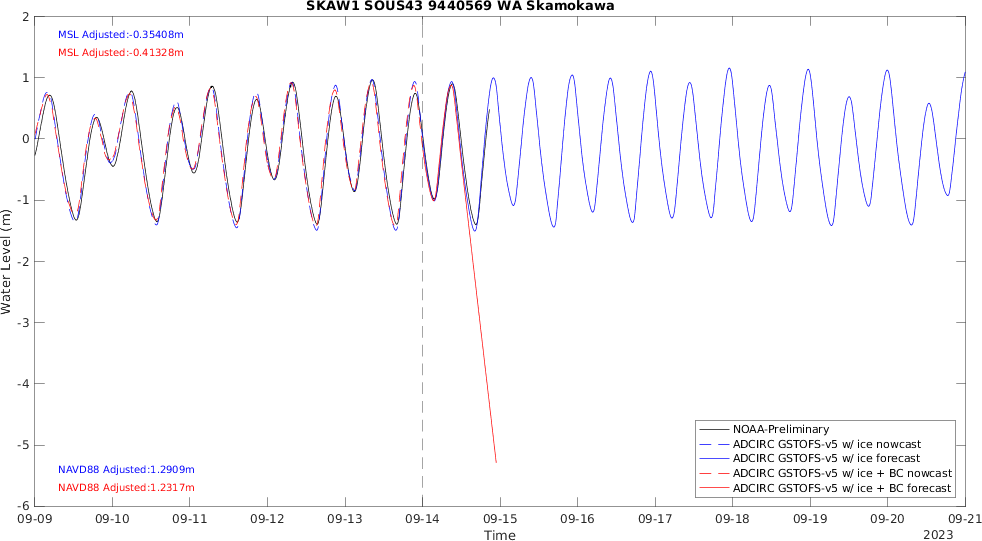 SKAW1 SOUS43 9440569 WA Skamokawa
MSL Adjusted:-0.35408m
MSL Adjusted:-0.41328m
2
1
0
-1
-2
-3
-4
-5
-6
Water Level (m)
NAVD88 Adjusted:1.2909m
NAVD88 Adjusted:1.2317m
NOAA-Preliminary
ADCIRC GSTOFS-v5 w/ ice nowcast
ADCIRC GSTOFS-v5 w/ ice forecast
ADCIRC GSTOFS-v5 w/ ice + BC nowcast
ADCIRC GSTOFS-v5 w/ ice + BC forecast
09-09 09-10 09-11 09-12 09-13 09-14 09-15 09-16 09-17 09-18 09-19 09-20 09-21
Time
2023